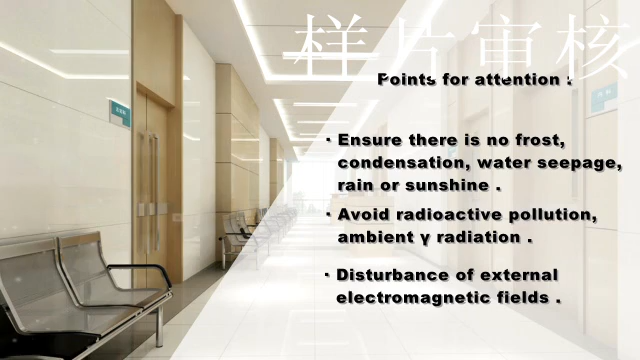 样片审核
Points for attention :
· Ensure there is no frost,
condensation, water seepage,
rain or sunshine .
· Avoid radioactive pollution,
ambient γ radiation .
· Disturbance of external
electromagnetic fields .